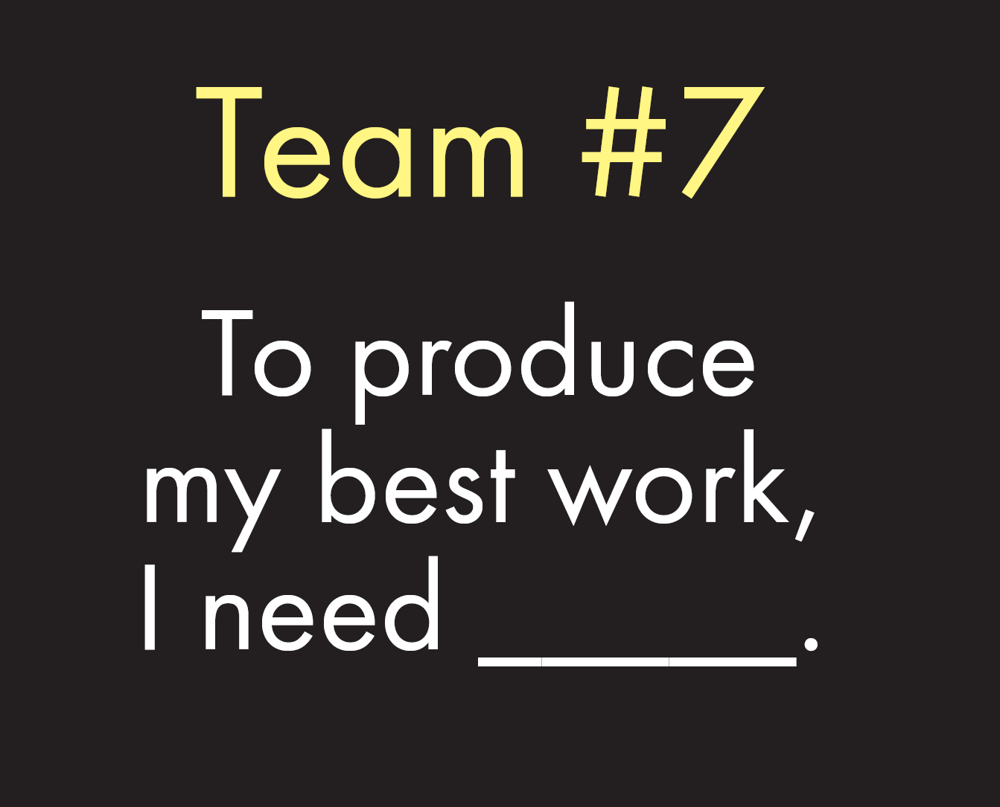 Team #7
To produce
my best work,
I need _____.